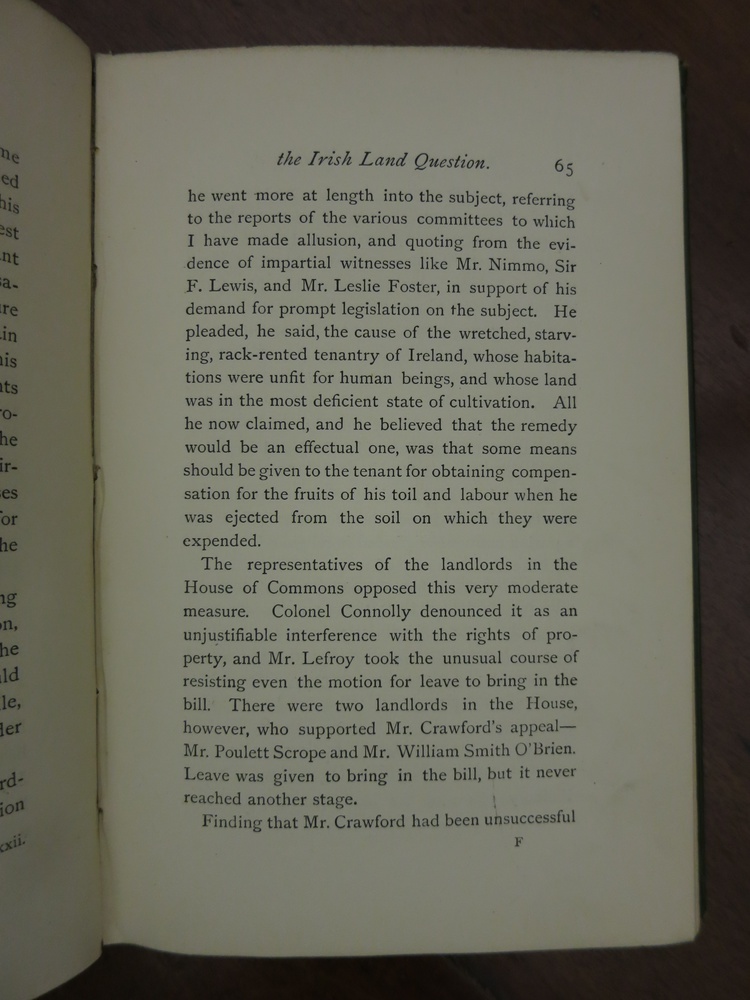 the Irish Land Question. 65
he went more at length into the subject, referring
to the reports of the various committees to which
I have made allusion, and quoting from the evi-
dence of impartial witnesses like Mr. Nimmo, Sir
F. Lewis, and Mr. Leslie Foster, in support of his
demand for prompt legislation on the subject. He
pleaded, he said, the cause of the wretched, starv-
ing, rack-rented tenantry of Ireland, whose habita-
tions were unfit for human beings, and whose land
was in the most deficient state of cultivation. All
he now claimed, and he believed that the remedy
would be an effectual one, was that some means
should be given to the tenant for obtaining compen-
sation for the fruits of his toil and labour when he
was ejected from the soil on which they were
expended.
The representatives of the landlords in the
House of Commons opposed this very moderate
measure. Colonel Connolly denounced it as an
unjustifiable interference with the rights of pro-
perty, and Mr. Lefroy took the unusual course of
resisting even the motion for leave to bring in the
bill. There were two landlords in the House,
however, who supported Mr. Crawford's appeal—
Mr. Poulett Scrope and Mr. William Smith O'Brien.
Leave was given to bring in the bill, but it never
reached another stage.
Finding that Mr. Crawford had been unsuccessful
F